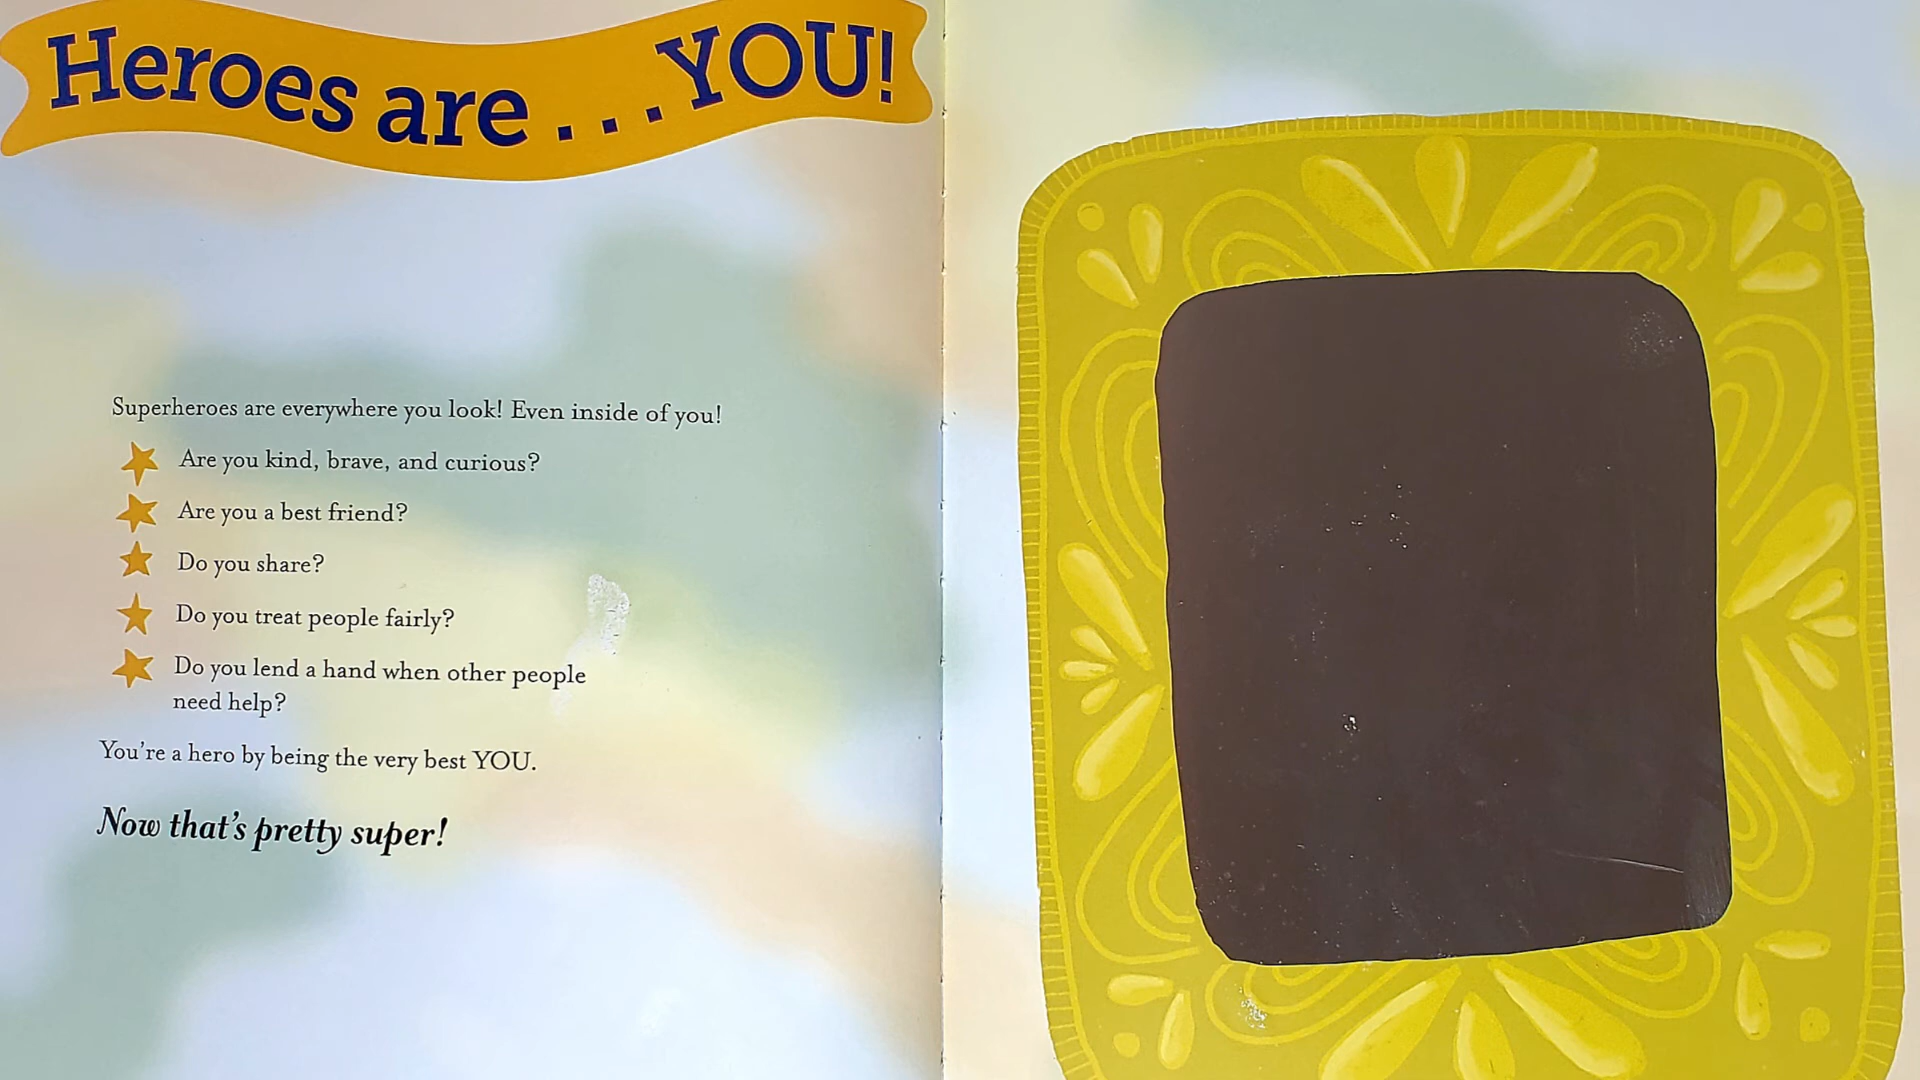 Heroes are . . . YOU!
Superheroes are everywhere you look! Even inside of you!
Are you kind, brave, and curious?
Are you a best friend?
Do you share?
Do you treat people fairly?
Do you lend a hand when other people
need help?
You're a hero by being the very best YOU.
Now that's pretty super!